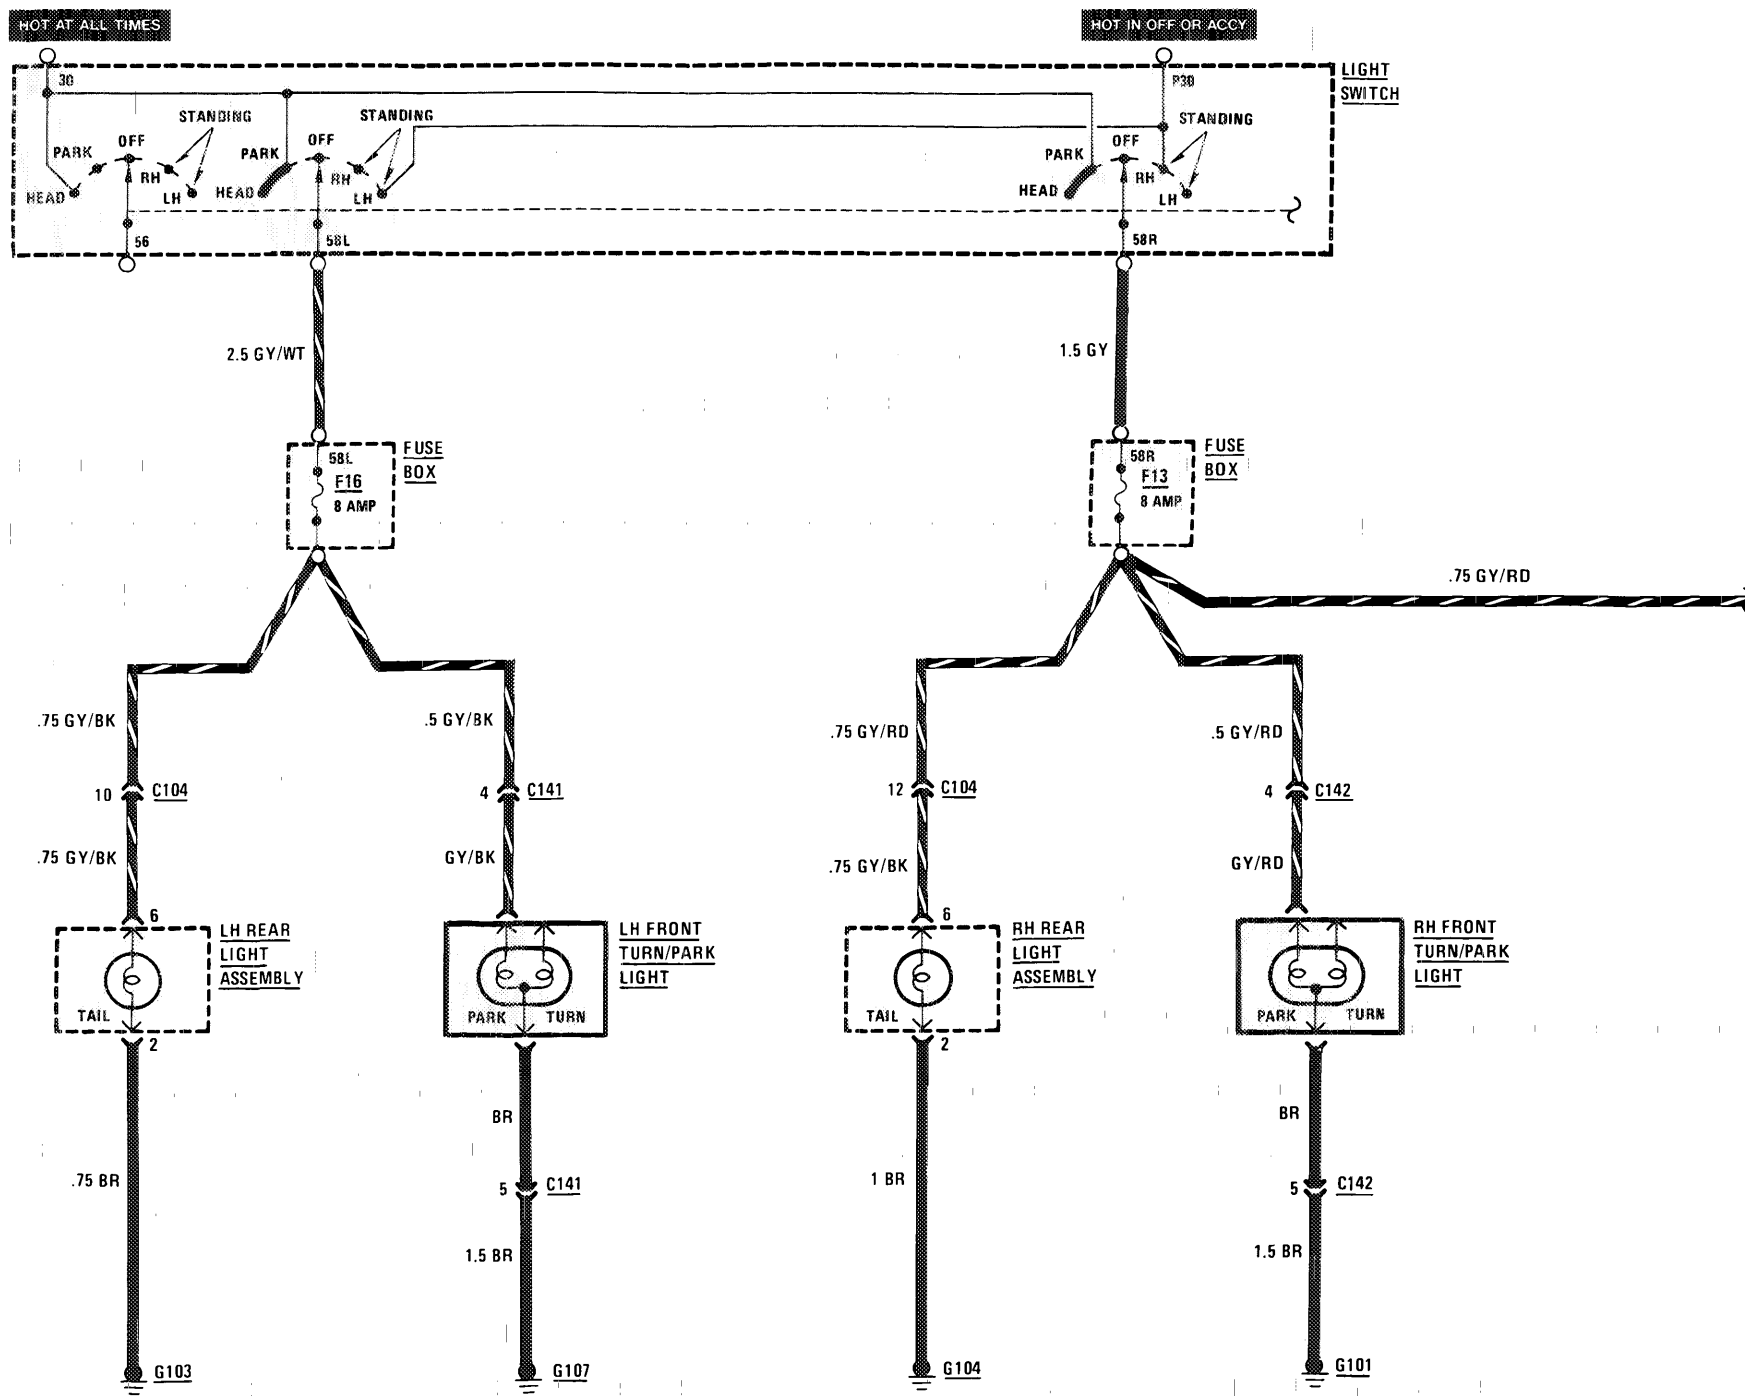 HOT AT ALL TIMES
HOT IN OFF OR ACCY
30
P30
LIGHT
SWITCH
STANDING
STANDING
STANDING
OFF
OFF
OFF
PARK
PARK
PARK
RH
RH
RH
HEAD
HEAD
HEAD
LH
LH
LH
56
58L
58R
2.5 GY/WT
1.5 GY
58L
F16
8 AMP
FUSE
BOX
58R
F13
8 AMP
FUSE
BOX
.75 GY/RD
.75 GY/BK
.5 GY/BK
.75 GY/RD
.5 GY/RD
10
C104
4
C141
12
C104
4
C142
.75 GY/BK
GY/BK
.75 GY/BK
GY/RD
6
LH REAR
LIGHT
ASSEMBLY
TAIL
2
LH FRONT
TURN/PARK
LIGHT
PARK
TURN
6
RH REAR
LIGHT
ASSEMBLY
TAIL
2
RH FRONT
TURN/PARK
LIGHT
PARK
TURN
BR
BR
.75 BR
5
C141
1 BR
5
C142
1.5 BR
1.5 BR
G103
G107
G104
G101